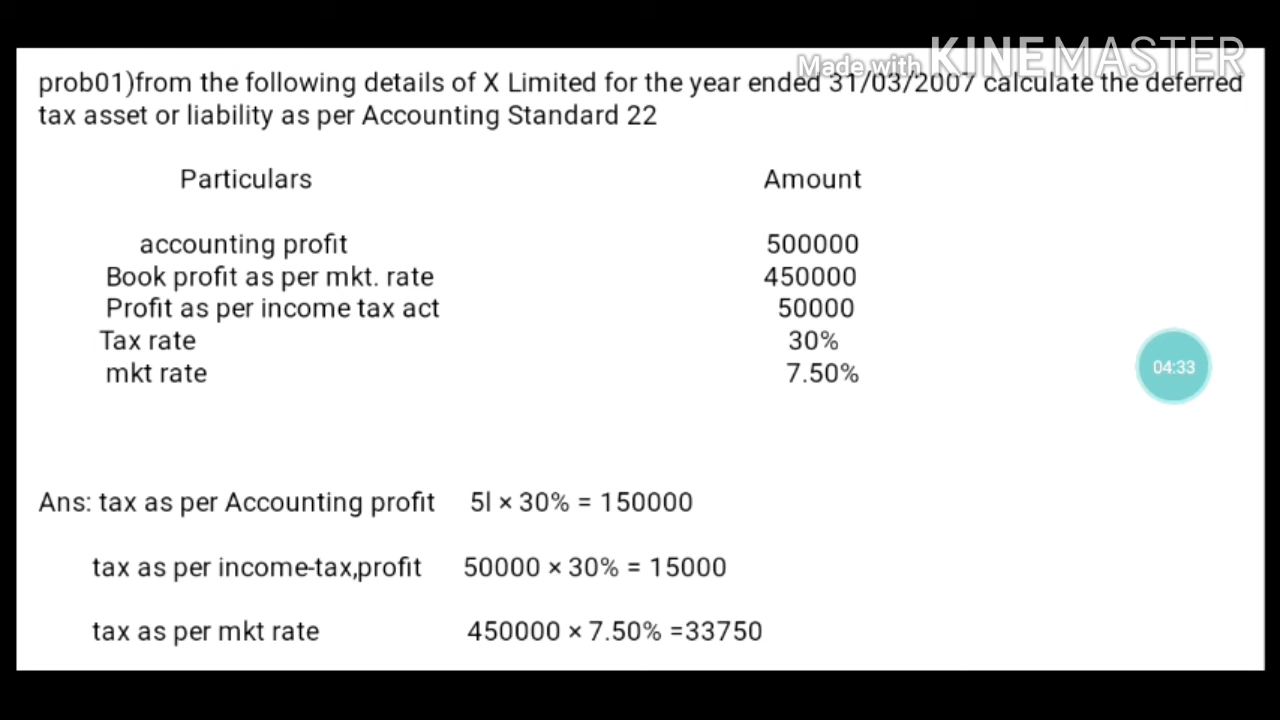 Made with KINEMASTER
prob01)from the following details of X Limited for the year ended 31/03/2007 calculate the deferred
tax asset or liability as per Accounting Standard 22
Particulars Amount
accounting profit 500000
Book profit as per mkt. rate 450000
Profit as per income tax act 50000
Tax rate 30%
mkt rate 7.50%
04:33
Ans: tax as per Accounting profit 5l × 30% = 150000
tax as per income-tax,profit 50000 × 30% = 15000
tax as per mkt rate 450000 × 7.50% =33750